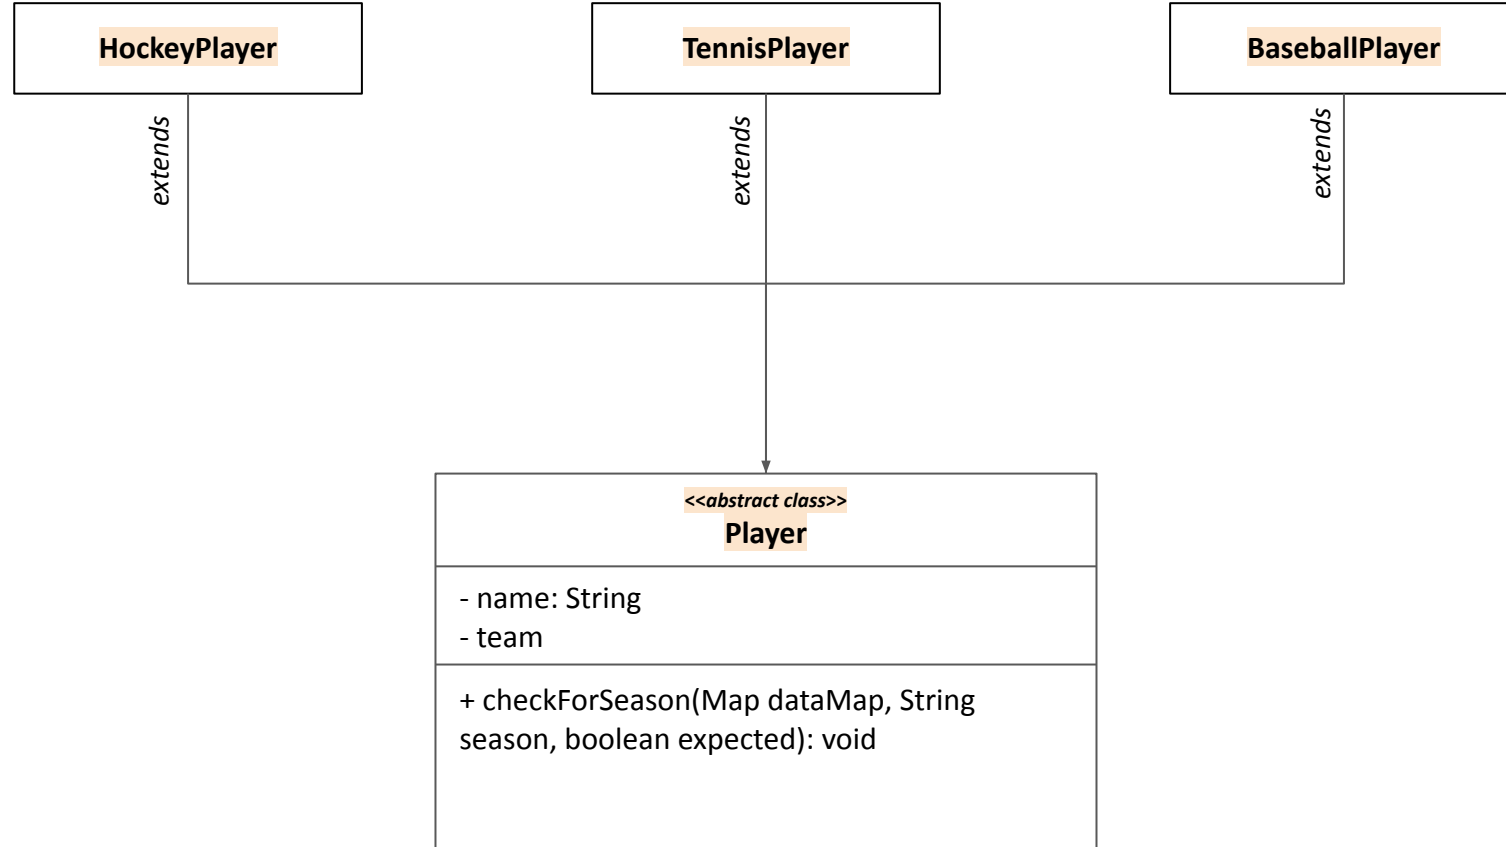 HockeyPlayer
TennisPlayer
BaseballPlayer
extends
extends
extends
<<abstract class>>
Player
- name: String
- team
+ checkForSeason(Map dataMap, String
season, boolean expected): void